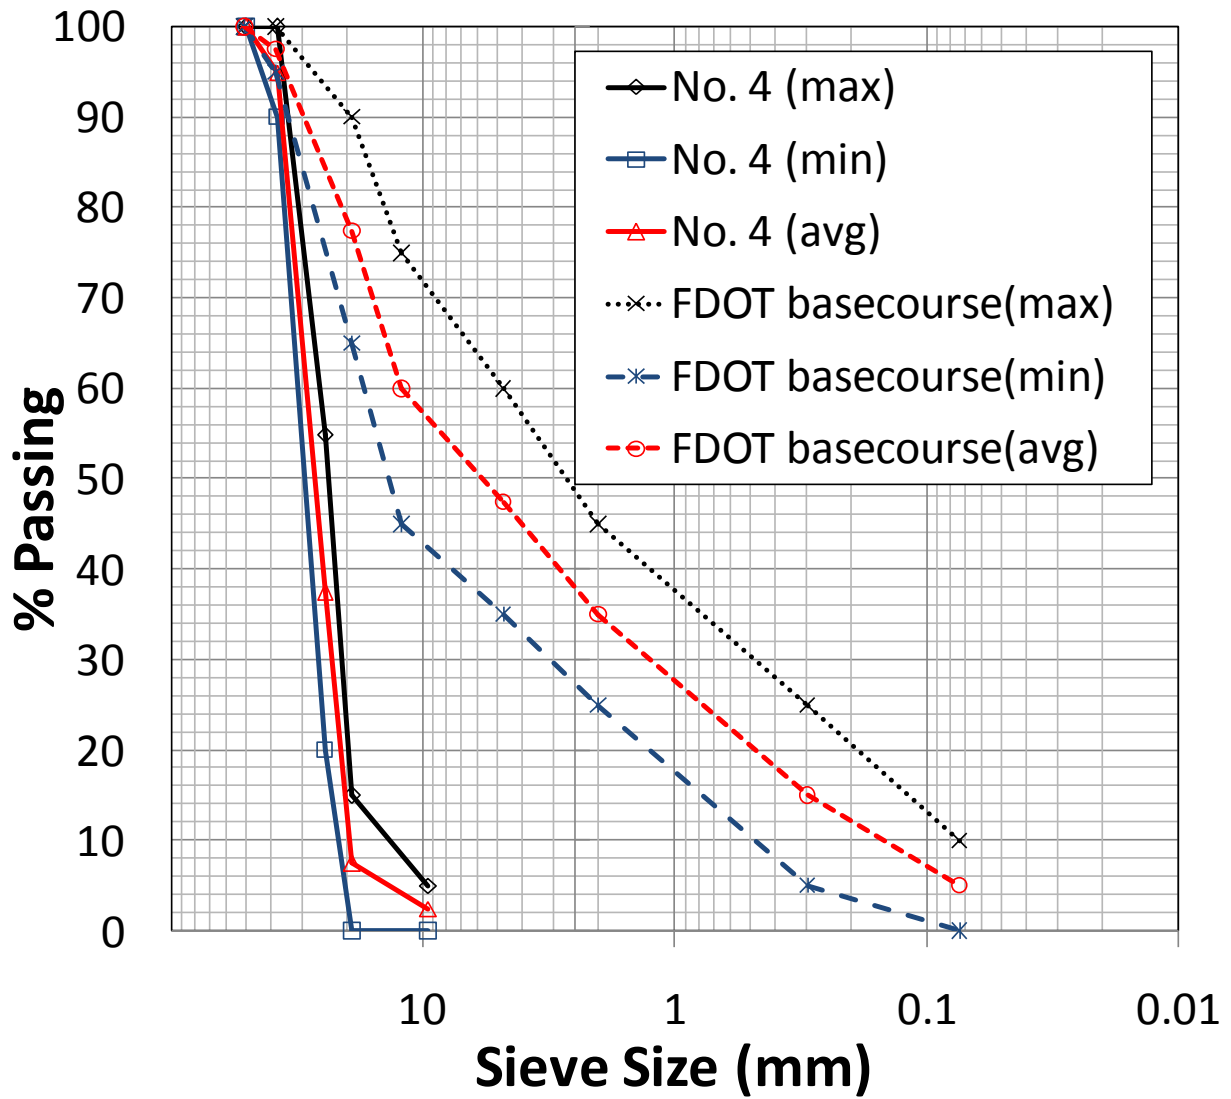 100
90
80
70
60
50
40
30
20
10
0
% Passing
No. 4 (max)
No. 4 (min)
No. 4 (avg)
FDOT basecourse(max)
FDOT basecourse(min)
FDOT basecourse(avg)
10 1 0.1 0.01
Sieve Size (mm)